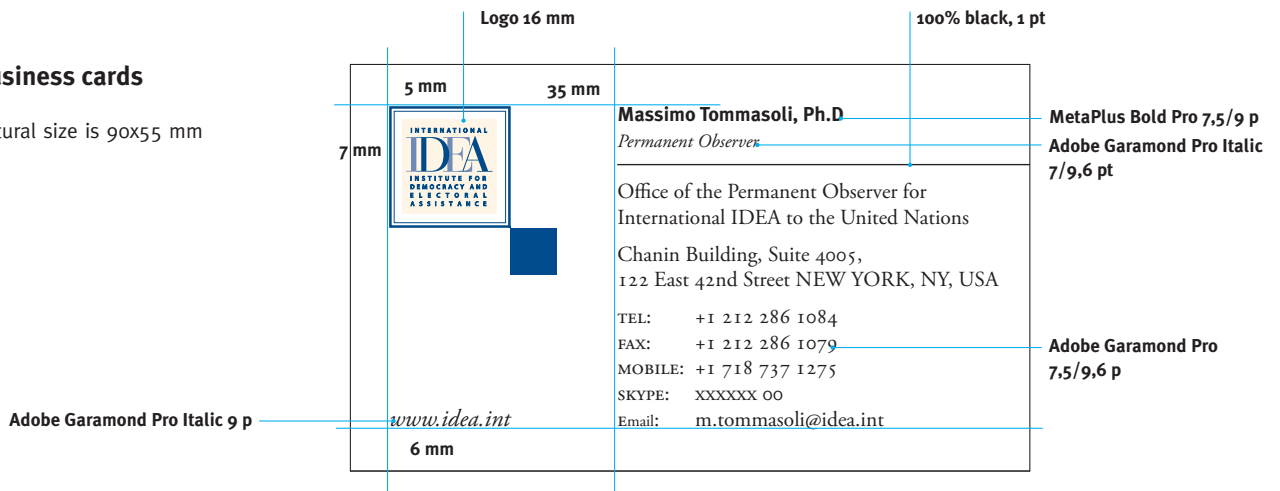 Logo 16 mm
100% black, 1 pt
usiness cards
tural size is 90x55 mm
5 mm
35 mm
7 mm
INTERNATIONAL
IDEA
INSTITUTE FOR
DEMOCRACY AND
ELECTORAL
ASSISTANCE
Massimo Tommasoli, Ph.D
Permanent Observer
MetaPlus Bold Pro 7,5/9 p
Adobe Garamond Pro Italic
7/9,6 pt
Office of the Permanent Observer for
International IDEA to the United Nations
Chanin Building, Suite 4005,
122 East 42nd Street NEW YORK, NY, USA
TEL: +1 212 286 1084
FAX: +1 212 286 1079
MOBILE: +1 718 737 1275
SKYPE: XXXXXX 00
Email: m.tommasoli@idea.int
Adobe Garamond Pro
7,5/9,6 p
Adobe Garamond Pro Italic 9 p
www.idea.int
6 mm